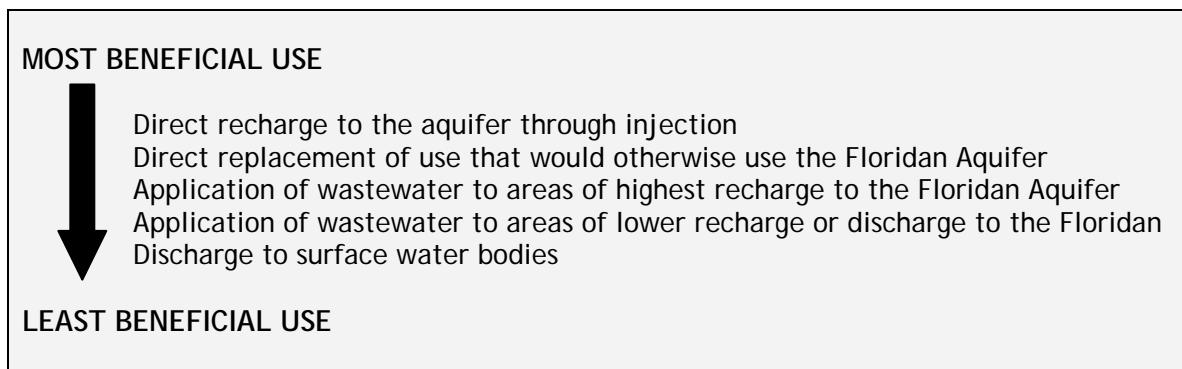 MOST BENEFICIAL USE
Direct recharge to the aquifer through injection
Direct replacement of use that would otherwise use the Floridan Aquifer
Application of wastewater to areas of highest recharge to the Floridan Aquifer
Application of wastewater to areas of lower recharge or discharge to the Floridan
Discharge to surface water bodies
LEAST BENEFICIAL USE